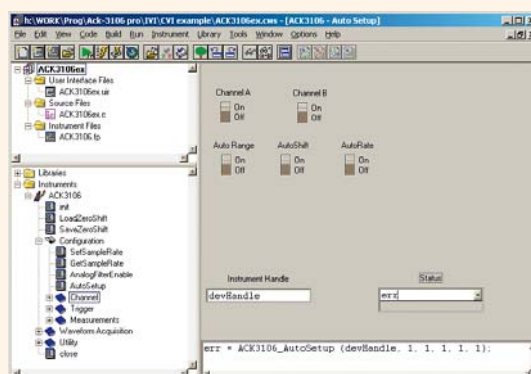 h:\WORK\Prog\Ack-3106 pro\IVI\CVI example\ACK3106ex.cws - [ACK3106 - Auto Setup]
File Edit View Code Build Run Instrument Library Tools Window Options Help
ACK3106ex
User Interface Files
ACK3106ex.uir
Source Files
ACK3106ex.c
Instrument Files
ACK3106.fp
Libraries
Instruments
ACK3106
init
LoadZeroShift
SaveZeroShift
Configuration
SetSampleRate
GetSampleRate
AnalogFilterEnable
AutoSetup
Channel
Trigger
Measurements
Waveform Acquisition
Utility
close
Channel A
On
Off
Channel B
On
Off
Auto Range
On
Off
AutoShift
On
Off
AutoRate
On
Off
Instrument Handle
devHandle
Status
err
err = ACK3106_AutoSetup (devHandle, 1, 1, 1, 1, 1);